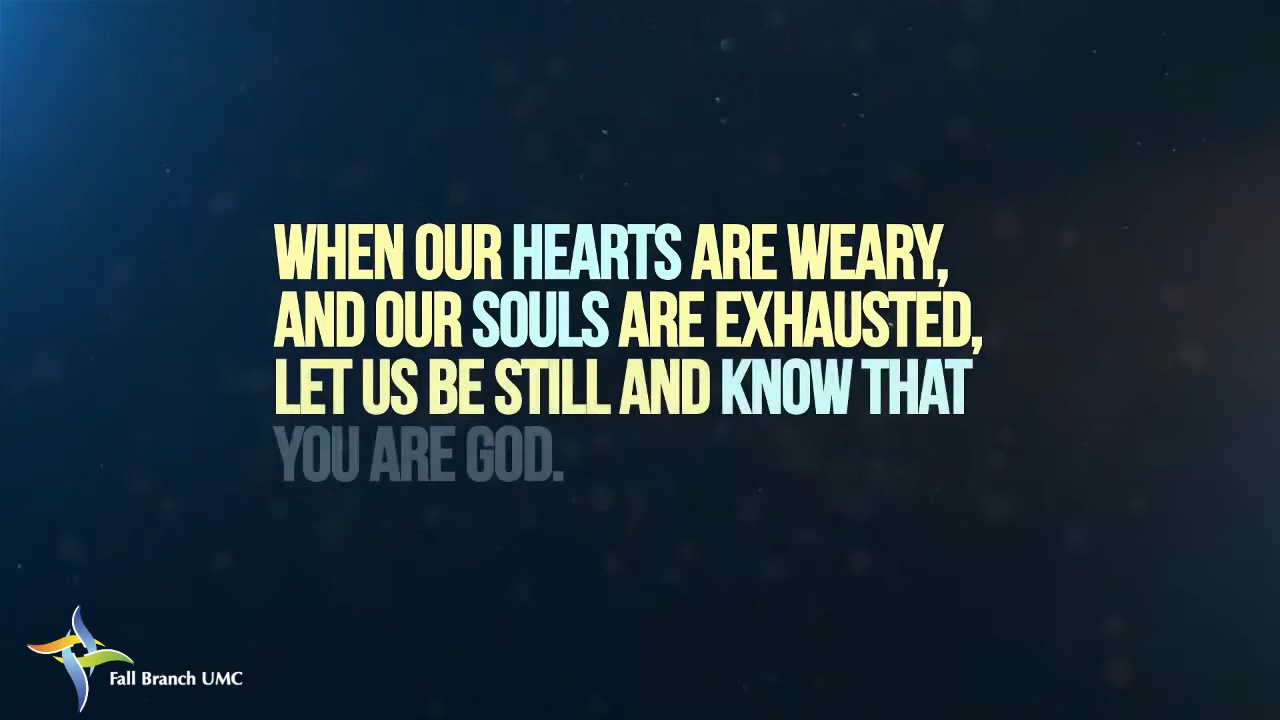 WHEN OUR HEARTS ARE WEARY,
AND OUR SOULS ARE EXHAUSTED,
LET US BE STILL AND KNOW THAT
YOU ARE GOD.
Fall Branch UMC